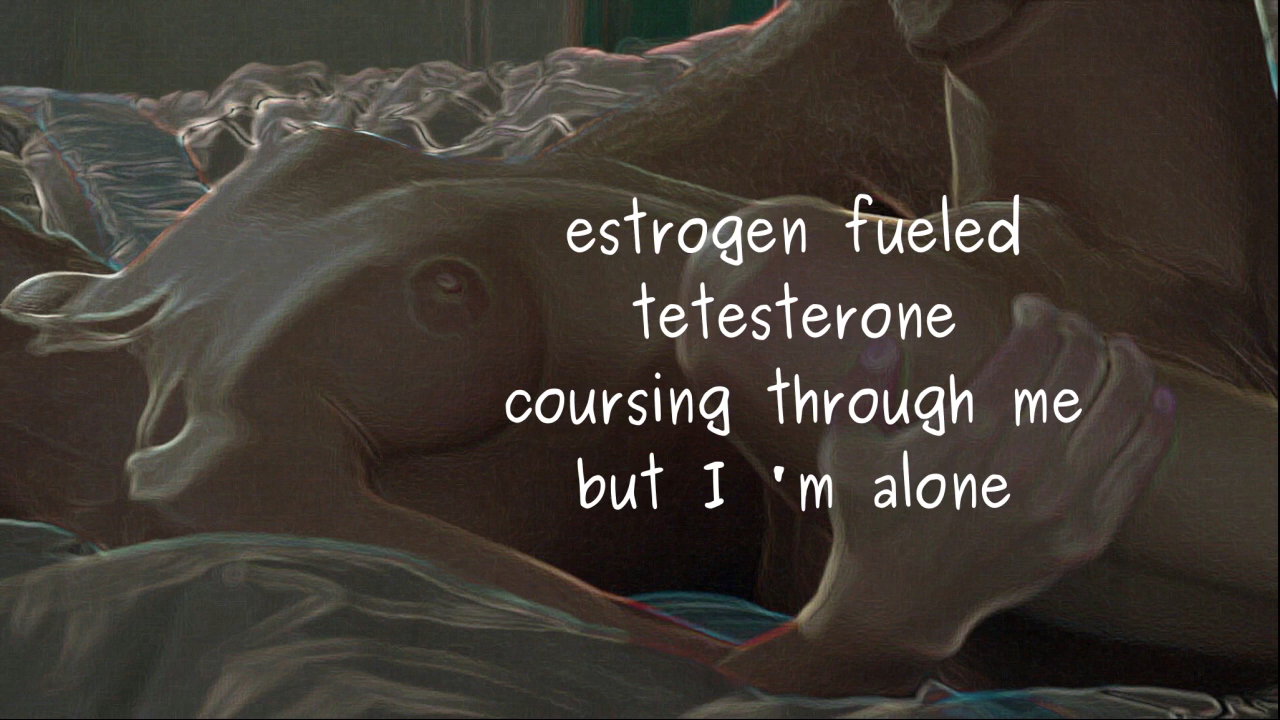 estrogen fueled
tetesterone
coursing through me
but I 'm alone